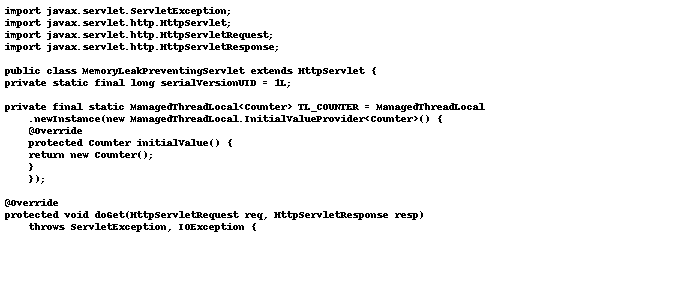 import javax.servlet.ServletException;
import javax.servlet.http.HttpServlet;
import javax.servlet.http.HttpServletRequest;
import javax.servlet.http.HttpServletResponse;
public class MemoryLeakPreventingServlet extends HttpServlet {
private static final long serialVersionUID = 1L;
private final static ManagedThreadLocal<Counter> TL_COUNTER = ManagedThreadLocal
.newInstance(new ManagedThreadLocal.InitialValueProvider<Counter>() {
@Override
protected Counter initialValue() {
return new Counter();
}
});
@Override
protected void doGet(HttpServletRequest req, HttpServletResponse resp)
throws ServletException, IOException {